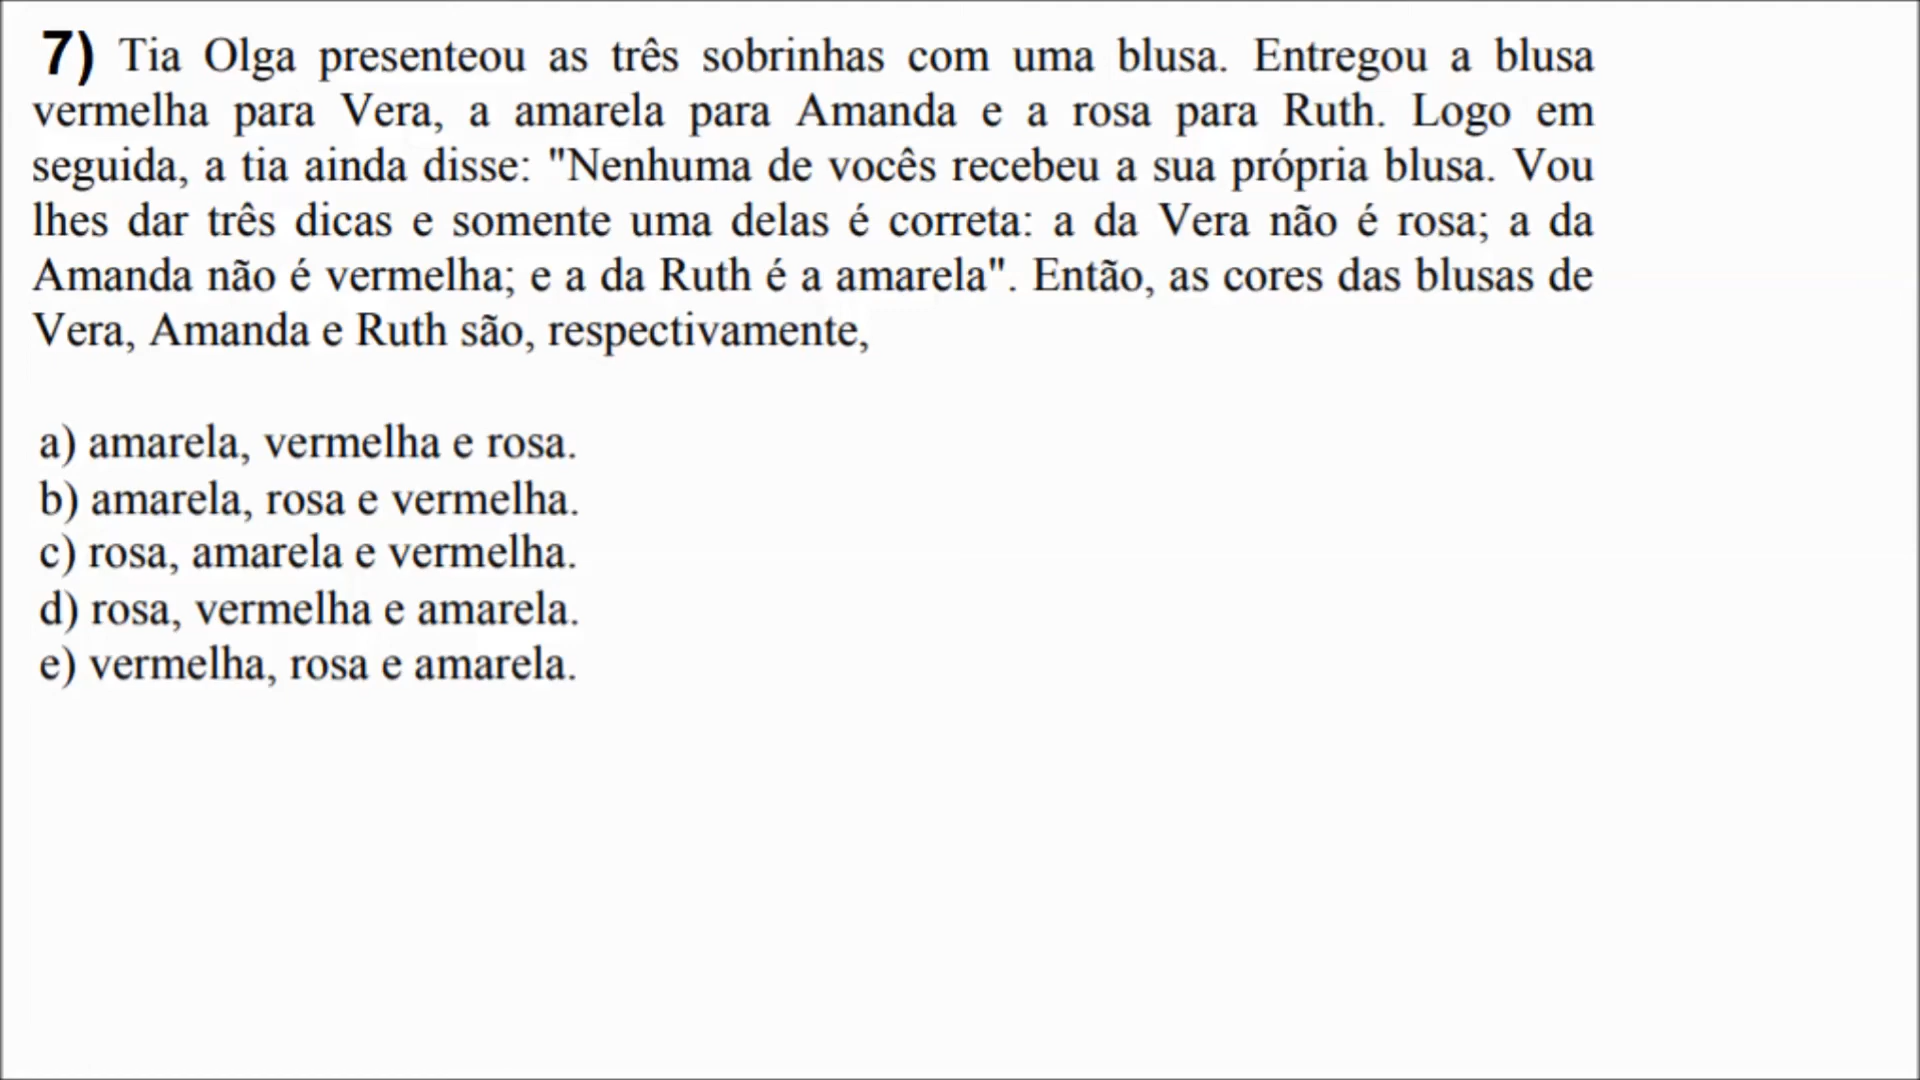 7) Tia Olga presenteou as três sobrinhas com uma blusa. Entregou a blusa
vermelha para Vera, a amarela para Amanda e a rosa para Ruth. Logo em
seguida, a tia ainda disse: "Nenhuma de vocês recebeu a sua própria blusa. Vou
lhes dar três dicas e somente uma delas é correta: a da Vera não é rosa; a da
Amanda não é vermelha; e a da Ruth é a amarela". Então, as cores das blusas de
Vera, Amanda e Ruth são, respectivamente,
a) amarela, vermelha e rosa.
b) amarela, rosa e vermelha.
c) rosa, amarela e vermelha.
d) rosa, vermelha e amarela.
e) vermelha, rosa e amarela.